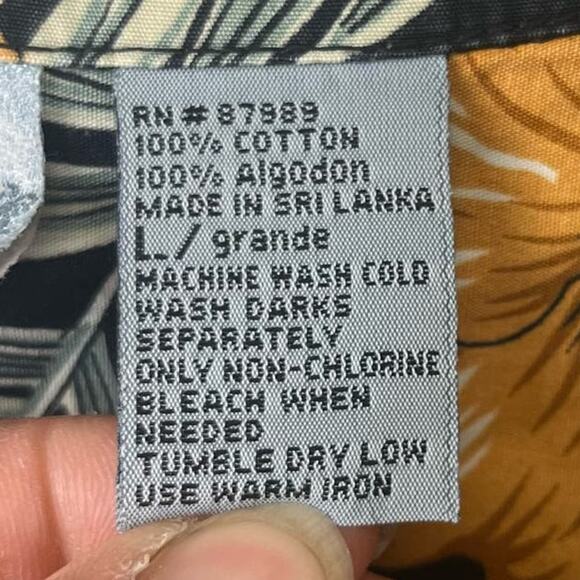 RN # 87989
100% COTTON
100% Algodon
MADE IN SRI LANKA
L / grande
MACHINE WASH COLD
WASH DARKS
SEPARATELY
ONLY NON-CHLORINE
BLEACH WHEN
NEEDED
TUMBLE DRY LOW
USE WARM IRON